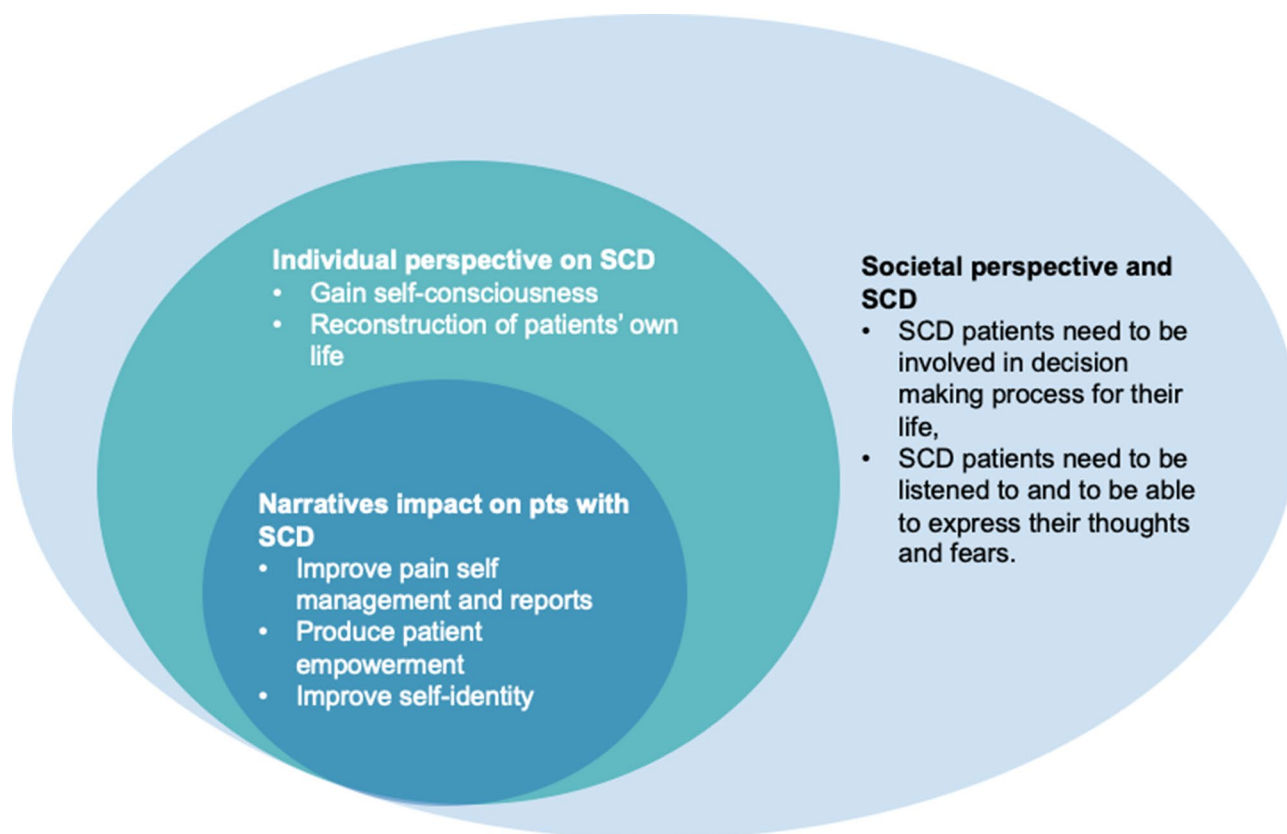 Individual perspective on SCD
• Gain self-consciousness
• Reconstruction of patients' own
life
Narratives impact on pts with
SCD
• Improve pain self
management and reports
• Produce patient
empowerment
• Improve self-identity
Societal perspective and
SCD
• SCD patients need to be
involved in decision
making process for their
life,
• SCD patients need to be
listened to and to be able
to express their thoughts
and fears.